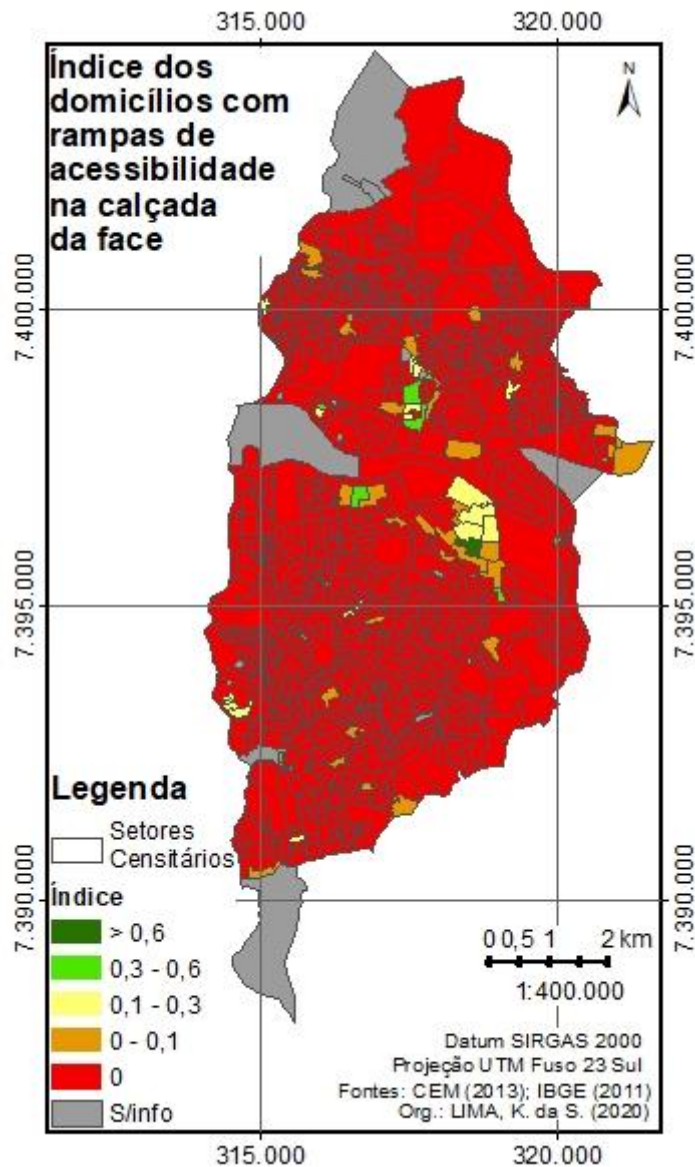 315.000 320.000
Índice dos
domicílios com
rampas de
acessibilidade
na calçada
da face
N
7.400.000 7.400.000
7.395.000 7.395.000
7.390.000 7.390.000
Legenda
Setores
Censitários
Índice
> 0,6
0,3 - 0,6
0,1 - 0,3
0 - 0,1
0
S/info
0 0,5 1 2 km
1:400.000
Datum SIRGAS 2000
Projeção UTM Fuso 23 Sul
Fontes: CEM (2013); IBGE (2011)
Org.: LIMA, K. da S. (2020)
315.000 320.000